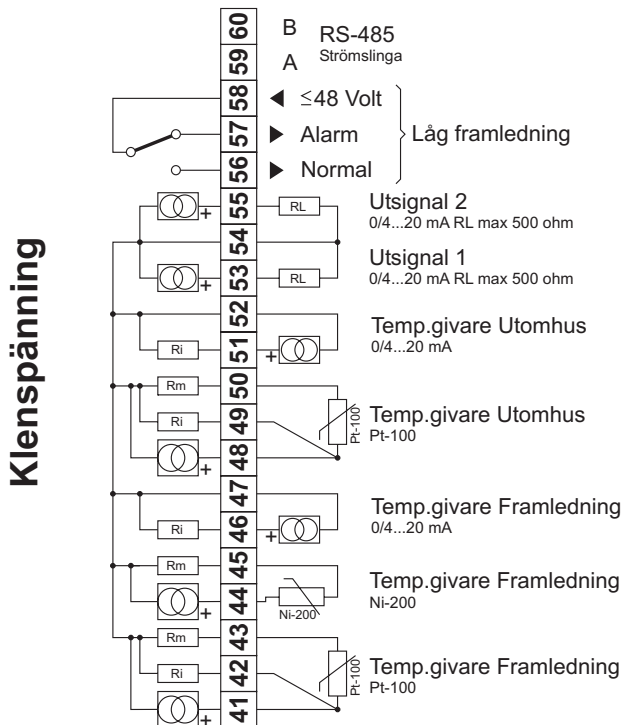 Klenspänning
60 B RS-485
59 A Strömslinga
58 ≤48 Volt
57 Alarm Låg framledning
56 Normal
55 + RL Utsignal 2
0/4...20 mA RL max 500 ohm
54
Utsignal 1
53 + RL 0/4...20 mA RL max 500 ohm
52 Temp.givare Utomhus
Ri 51 + 0/4...20 mA
Rm 50
Ri 49 Pt-100 Temp.givare Utomhus
Pt-100
+ 48
47 Temp.givare Framledning
Ri 46 + 0/4...20 mA
Rm 45
Temp.givare Framledning
+ 44 Ni-200 Ni-200
Rm 43
Ri 42 Pt-100 Temp.givare Framledning
Pt-100
+ 41